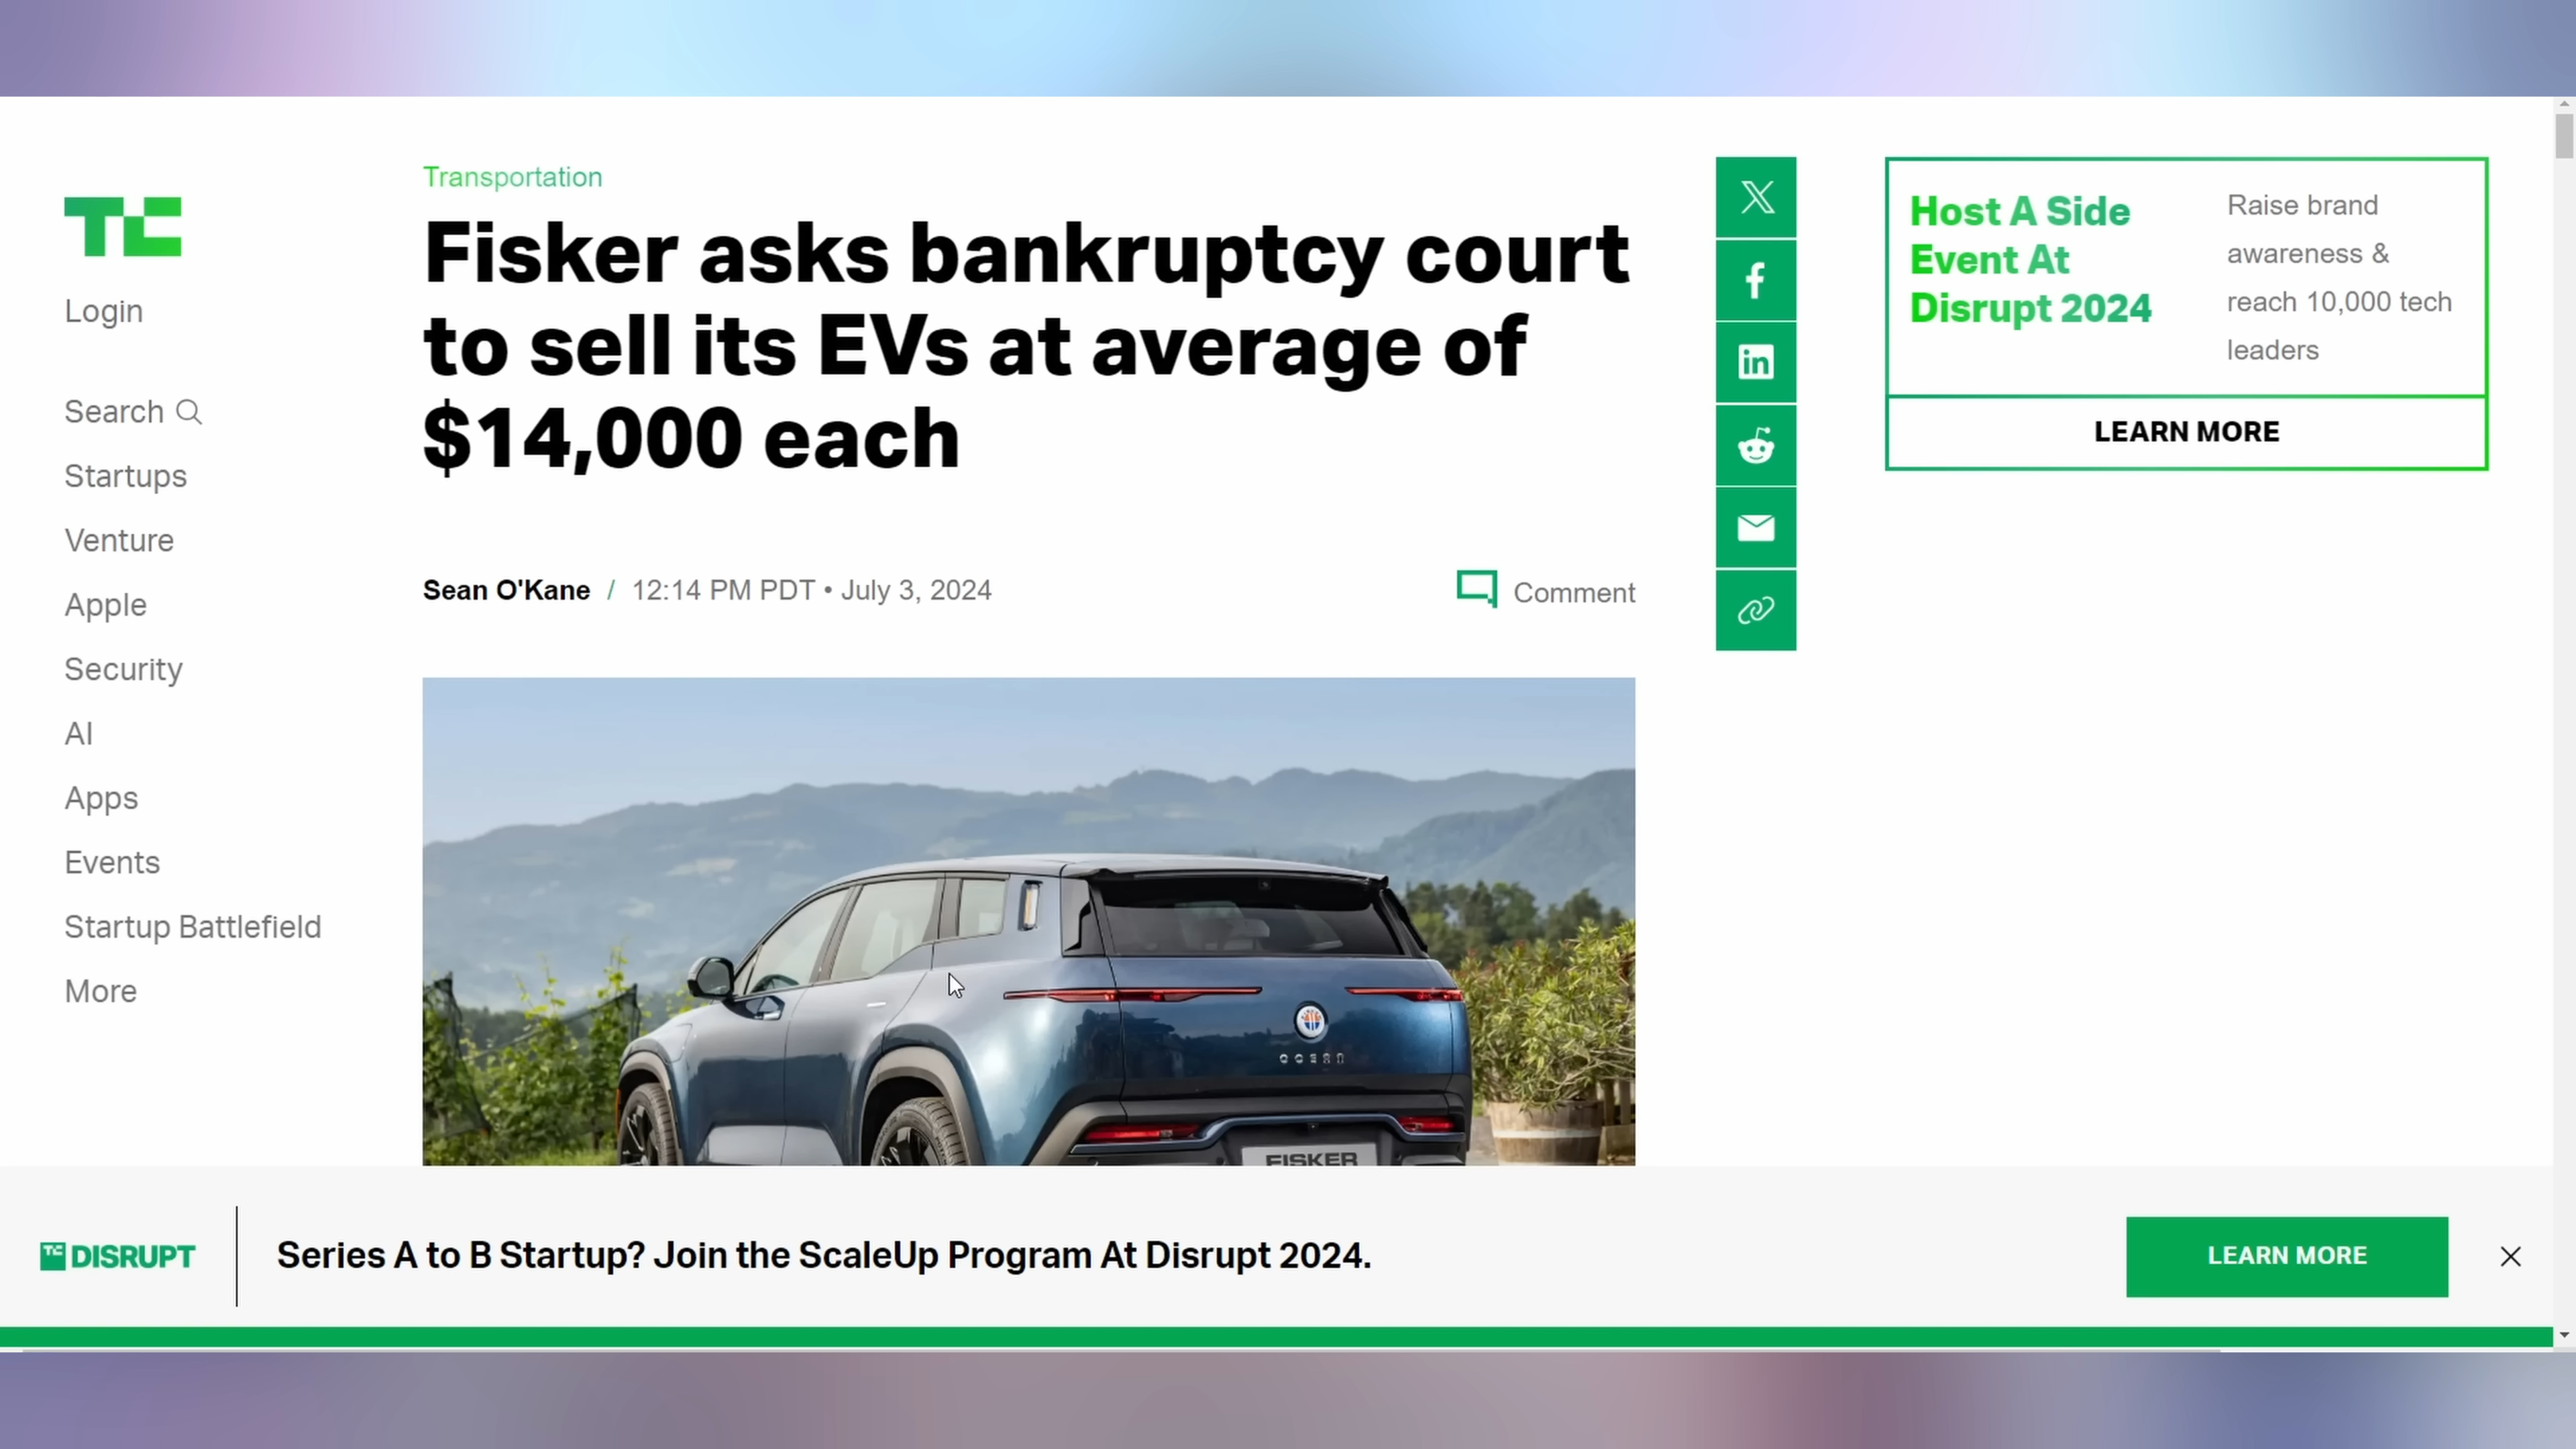 TC
Login
Search
Startups
Venture
Apple
Security
AI
Apps
Events
Startup Battlefield
More
Transportation
Fisker asks bankruptcy court
to sell its EVs at average of
$14,000 each
Sean O'Kane / 12:14 PM PDT • July 3, 2024
Comment
in
Host A Side
Event At
Disrupt 2024
Raise brand
awareness &
reach 10,000 tech
leaders
LEARN MORE
OCEAN
FISKER
TC DISRUPT
Series A to B Startup? Join the ScaleUp Program At Disrupt 2024.
LEARN MORE